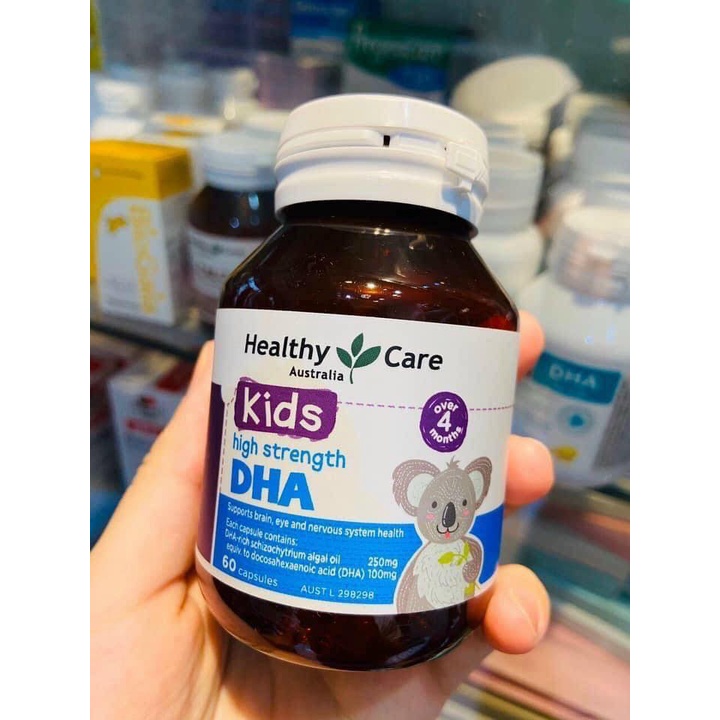 Healthy Care
Australia
Kids
over
4
months
high strength
DHA
Supports brain, eye and nervous system health
Each capsule contains:
DHA-rich schizochytrium algal oil 250mg
equiv. to docosahexaenoic acid (DHA) 100mg
60 capsules
AUST L 298298
DHA